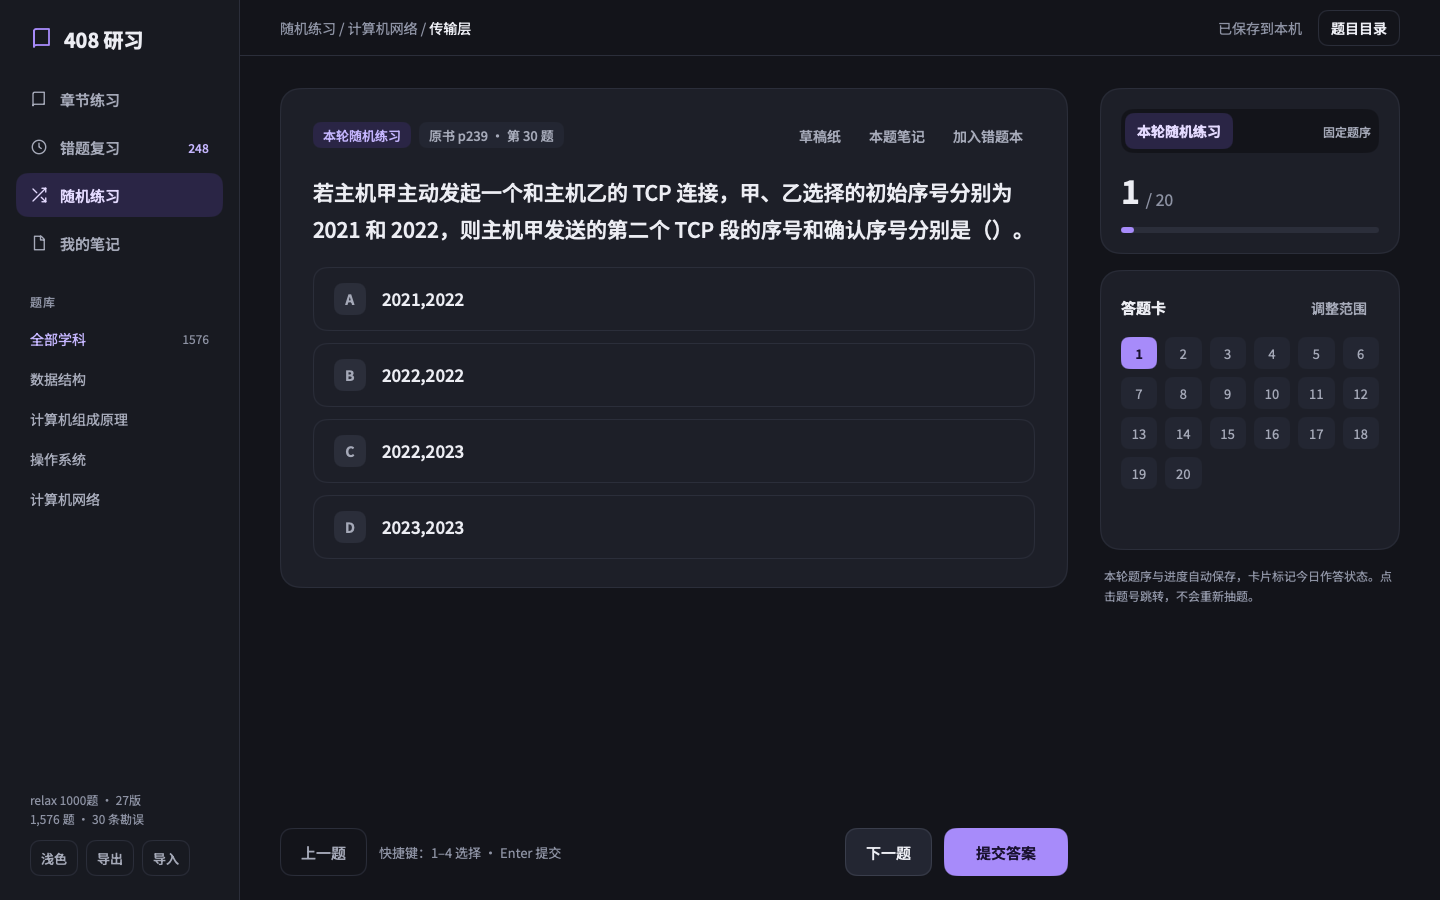 408 研习
章节练习
错题复习 248
随机练习
我的笔记
题库
全部学科 1576
数据结构
计算机组成原理
操作系统
计算机网络
relax 1000题 · 27版
1,576 题 · 30 条勘误
浅色 导出 导入
随机练习 / 计算机网络 / 传输层
已保存到本机 题目目录
本轮随机练习 原书 p239 · 第 30 题 草稿纸 本题笔记 加入错题本
若主机甲主动发起一个和主机乙的 TCP 连接，甲、乙选择的初始序号分别为
2021 和 2022，则主机甲发送的第二个 TCP 段的序号和确认序号分别是（）。
A 2021,2022
B 2022,2022
C 2022,2023
D 2023,2023
上一题 快捷键：1–4 选择 · Enter 提交 下一题 提交答案
本轮随机练习 固定题序
1 / 20
答题卡 调整范围
1 2 3 4 5 6
7 8 9 10 11 12
13 14 15 16 17 18
19 20
本轮题序与进度自动保存，卡片标记今日作答状态。点
击题号跳转，不会重新抽题。